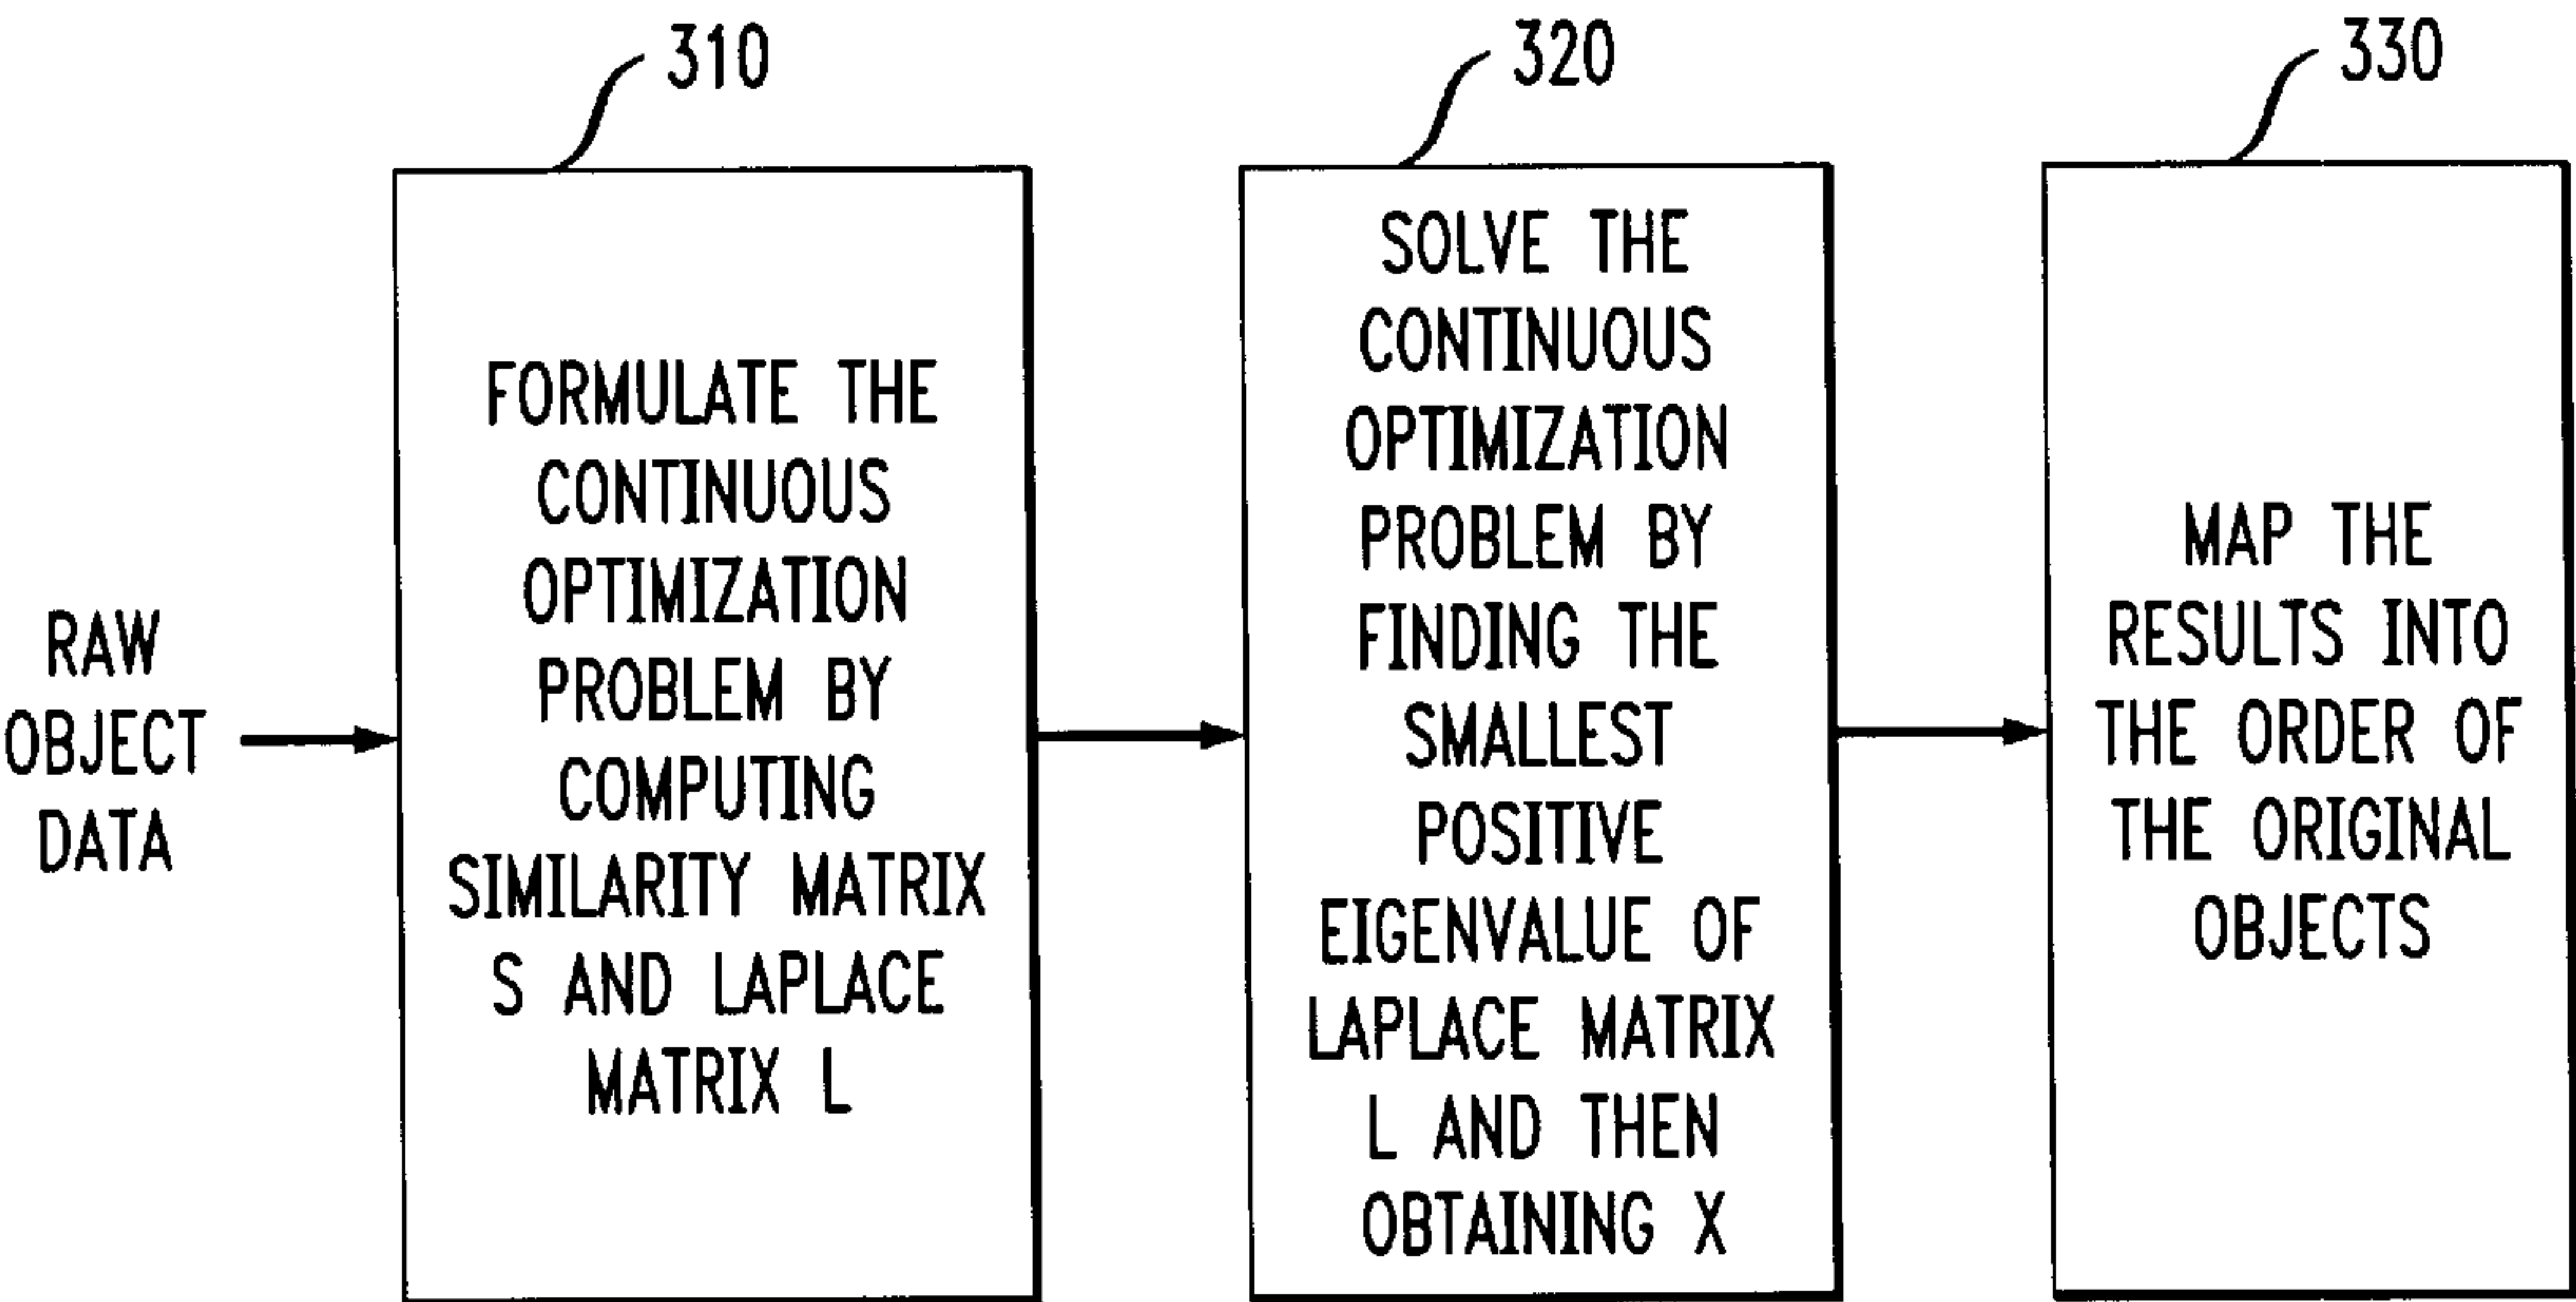 310
320
330
RAW
OBJECT
DATA
FORMULATE THE
CONTINUOUS
OPTIMIZATION
PROBLEM BY
COMPUTING
SIMILARITY MATRIX
S AND LAPLACE
MATRIX L
SOLVE THE
CONTINUOUS
OPTIMIZATION
PROBLEM BY
FINDING THE
SMALLEST
POSITIVE
EIGENVALUE OF
LAPLACE MATRIX
L AND THEN
OBTAINING X
MAP THE
RESULTS INTO
THE ORDER OF
THE ORIGINAL
OBJECTS